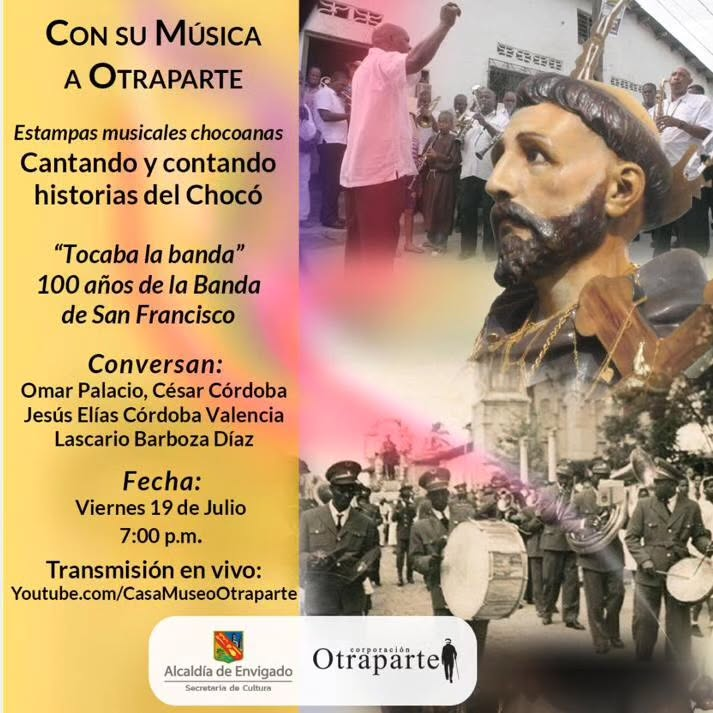 CON SU MÚSICA
A OTRAPARTE
Estampas musicales chocoanas
Cantando y contando
historias del Chocó
“Tocaba la banda”
100 años de la Banda
de San Francisco
Conversan:
Omar Palacio, César Córdoba
Jesús Elías Córdoba Valencia
Lascario Barboza Díaz
Fecha:
Viernes 19 de Julio
7:00 p.m.
Transmisión en vivo:
Youtube.com/CasaMuseoOtraparte
Alcaldía de Envigado
Secretaría de Cultura
corporación
Otraparte